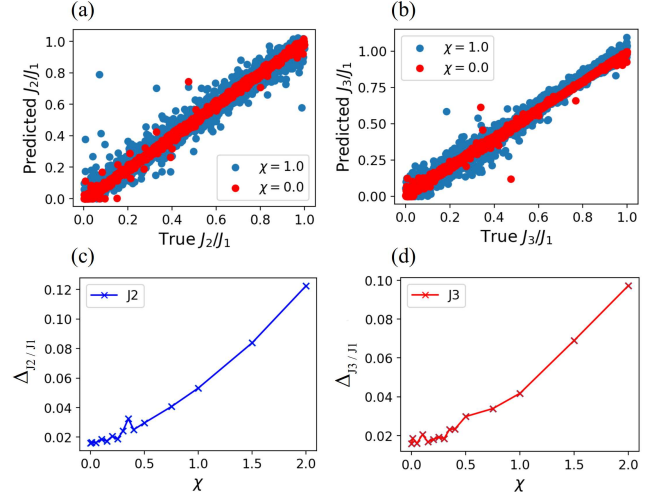 (a)
(b)
Predicted J₂/J₁
1.0
0.8
0.6
0.4
0.2
0.0
χ = 1.0
χ = 0.0
0.0 0.2 0.4 0.6 0.8 1.0
True J₂/J₁
Predicted J₃/J₁
1.00
0.75
0.50
0.25
0.00
χ = 1.0
χ = 0.0
0.0 0.2 0.4 0.6 0.8 1.0
True J₃/J₁
(c)
(d)
Δ J2 / J1
0.12
0.10
0.08
0.06
0.04
0.02
J2
0.0 0.5 1.0 1.5 2.0
χ
Δ J3 / J1
0.10
0.08
0.06
0.04
0.02
J3
0.0 0.5 1.0 1.5 2.0
χ